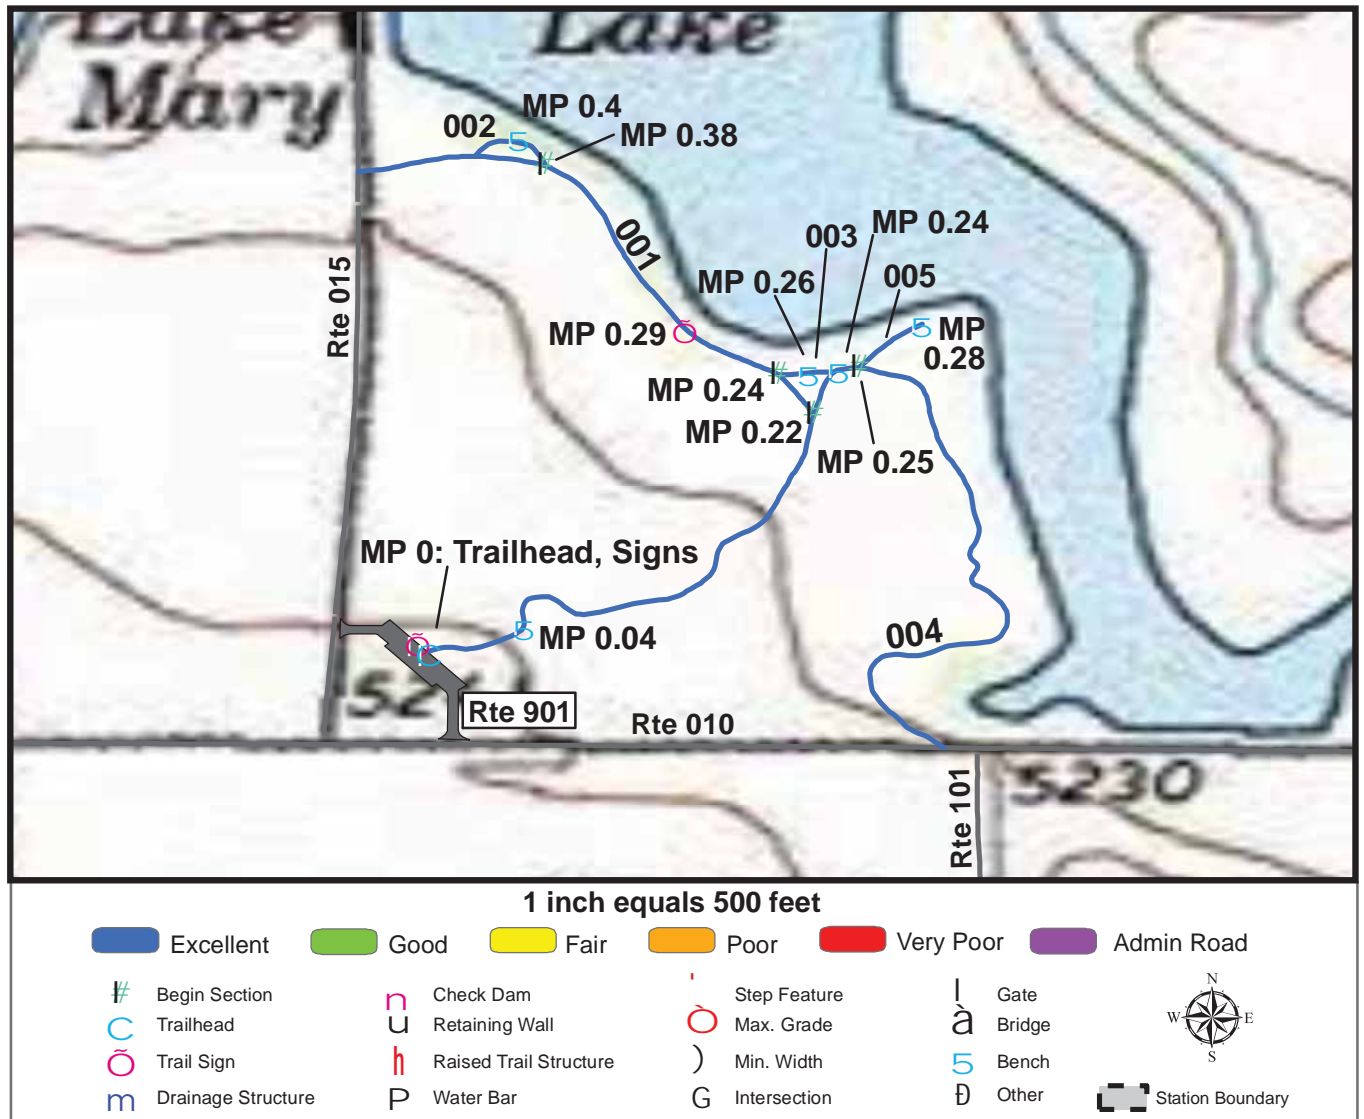 Lake
Mary
Lake
002
MP 0.4
MP 0.38
001
Rte 015
MP 0.29
MP 0.26
003
MP 0.24
005
MP
0.28
MP 0.24
MP 0.22
MP 0.25
MP 0: Trailhead, Signs
MP 0.04
004
Rte 901
Rte 010
Rte 101
5230
1 inch equals 500 feet
Excellent Good Fair Poor Very Poor Admin Road
Begin Section
Trailhead
Trail Sign
Drainage Structure
n Check Dam
u Retaining Wall
h Raised Trail Structure
P Water Bar
' Step Feature
Ò Max. Grade
) Min. Width
G Intersection
l Gate
à Bridge
5 Bench
Ð Other
N
W E
S
Station Boundary